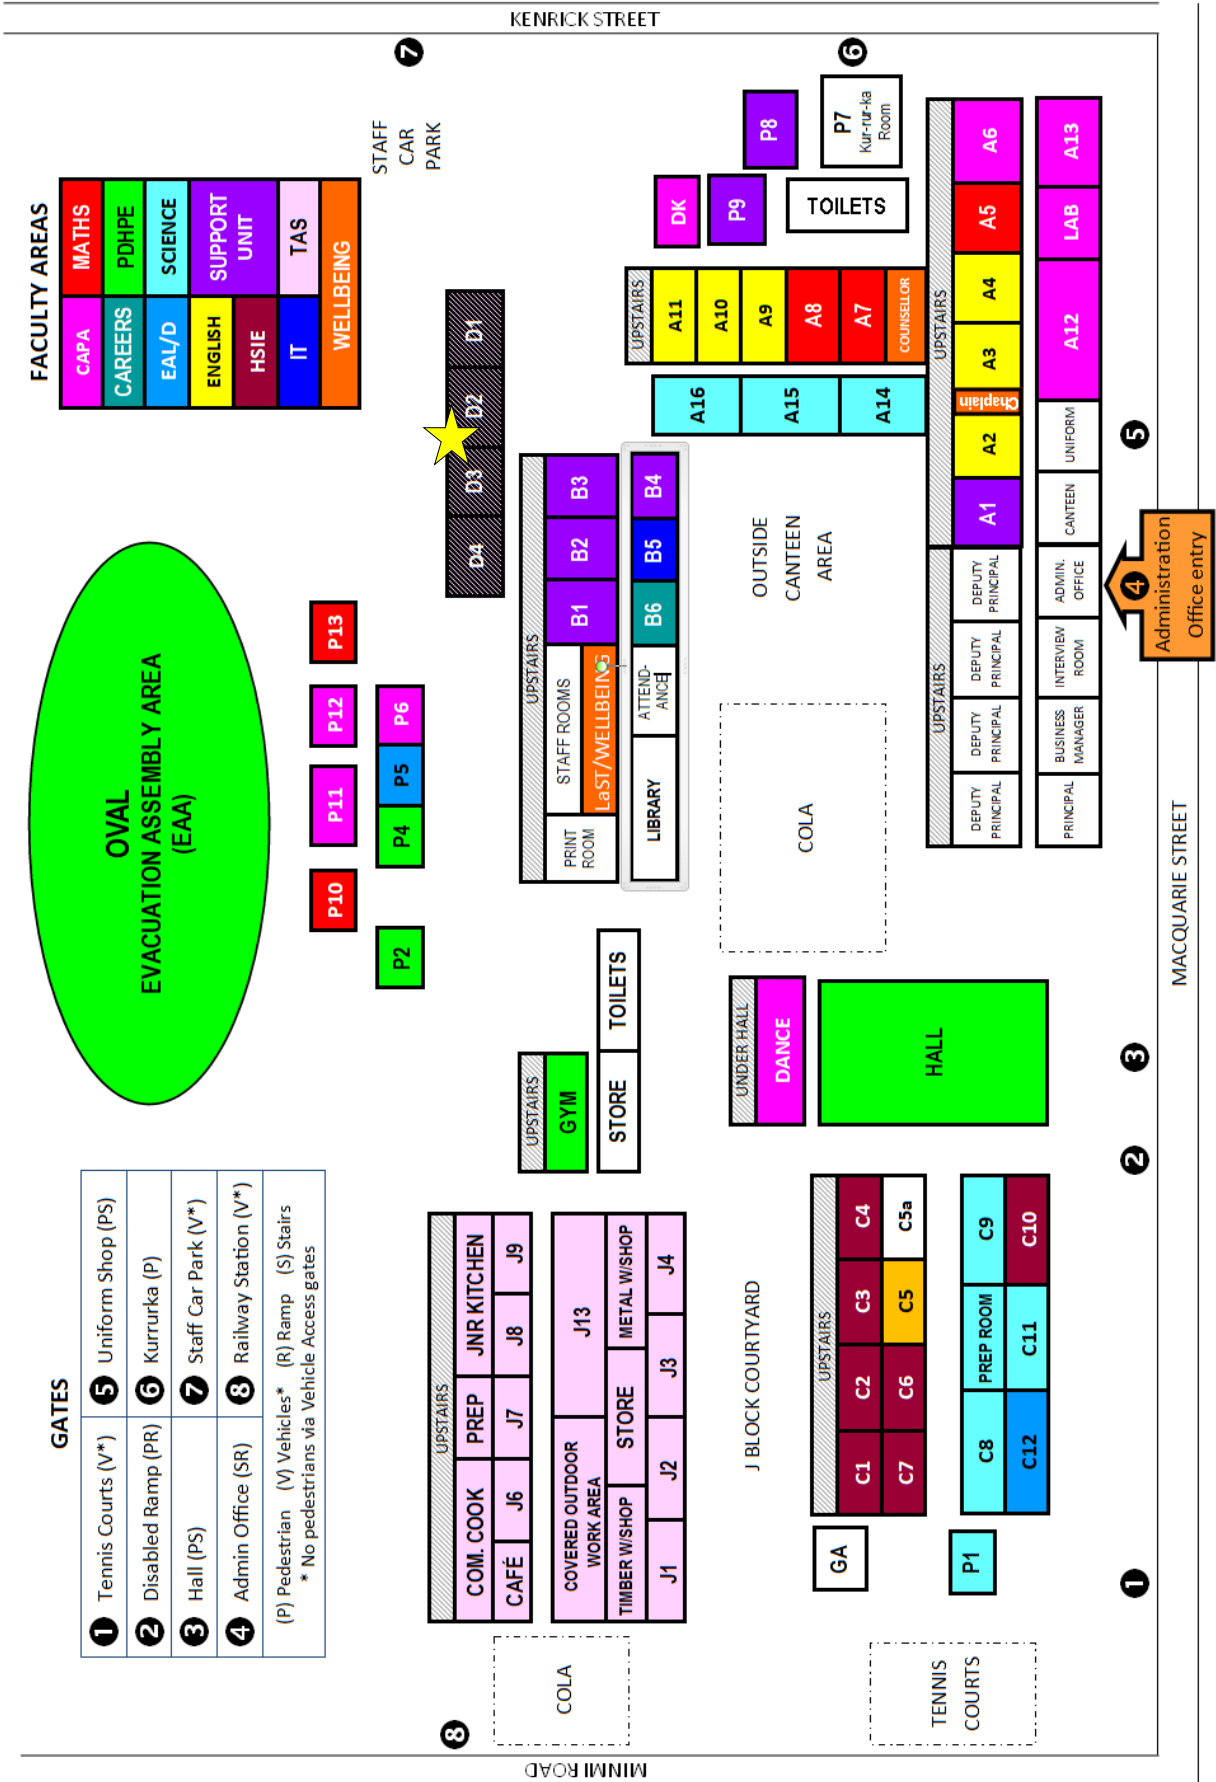 KENRICK STREET
GATES
1 Tennis Courts (V*)
5 Uniform Shop (PS)
2 Disabled Ramp (PR)
6 Kurrurka (P)
3 Hall (PS)
7 Staff Car Park (V*)
4 Admin Office (SR)
8 Railway Station (V*)
(P) Pedestrian (V) Vehicles* (R) Ramp (S) Stairs
* No pedestrians via Vehicle Access gates
OVAL
EVACUATION ASSEMBLY AREA
(EAA)
FACULTY AREAS
CAPA
MATHS
CAREERS
PDHPE
EAL/D
SCIENCE
ENGLISH
SUPPORT
UNIT
HSIE
IT
TAS
WELLBEING
STAFF
CAR
PARK
7
6
P10
P11
P12
P13
P2
P4
P5
P6
D4
D3
D2
D1
8
COLA
UPSTAIRS
COM. COOK
PREP
JNR KITCHEN
CAFÉ
J6
J7
J8
J9
COVERED OUTDOOR
WORK AREA
J13
TIMBER W/SHOP
STORE
METAL W/SHOP
J1
J2
J3
J4
UPSTAIRS
GYM
STORE
TOILETS
UPSTAIRS
PRINT
ROOM
STAFF ROOMS
LaST/WELLBEING
B1
B2
B3
LIBRARY
ATTEND-
ANCE
B6
B5
B4
UPSTAIRS
A11
A10
A9
A8
A7
COUNSELLOR
A16
A15
A14
DK
P9
P8
TOILETS
P7
Kur-rur-ka
Room
J BLOCK COURTYARD
UNDER HALL
DANCE
HALL
COLA
OUTSIDE
CANTEEN
AREA
TENNIS
COURTS
GA
P1
UPSTAIRS
C1
C2
C3
C4
C7
C6
C5
C5a
C8
PREP ROOM
C9
C12
C11
C10
UPSTAIRS
UPSTAIRS
DEPUTY
PRINCIPAL
DEPUTY
PRINCIPAL
DEPUTY
PRINCIPAL
DEPUTY
PRINCIPAL
A1
A2
Chaplain
A3
A4
A5
A6
PRINCIPAL
BUSINESS
MANAGER
INTERVIEW
ROOM
ADMIN.
OFFICE
CANTEEN
UNIFORM
A12
LAB
A13
1
2
3
4
Administration
Office entry
5
MACQUARIE STREET
MINMI ROAD